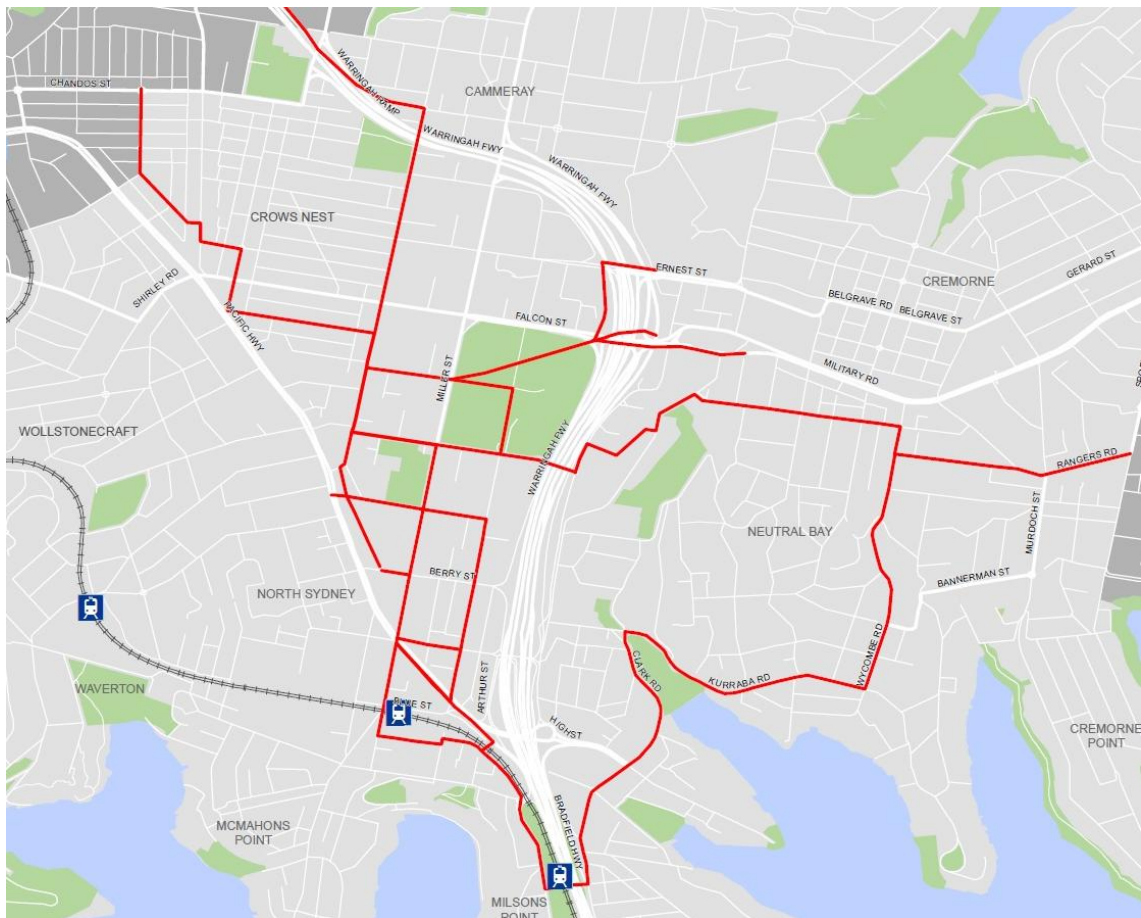 WARRINGAH RAMP
CHANDOS ST
CAMMERAY
WARRINGAH FWY
WARRINGAH FWY
CROWS NEST
ERNEST ST
GERARD ST
SHIRLEY RD
CREMORNE
BELGRAVE RD
BELGRAVE ST
PACIFIC HWY
FALCON ST
MILLER ST
MILITARY RD
WOLLSTONECRAFT
WARRINGAH FWY
RANGERS RD
MURDOCH ST
NEUTRAL BAY
BERRY ST
BANNERMAN ST
NORTH SYDNEY
WYCOMBE RD
CLARK RD
KURRABA RD
WAVERTON
ARTHUR ST
BLUE ST
HIGH ST
CREMORNE
POINT
BRADFIELD HWY
MCMAHONS
POINT
MILSONS
POINT